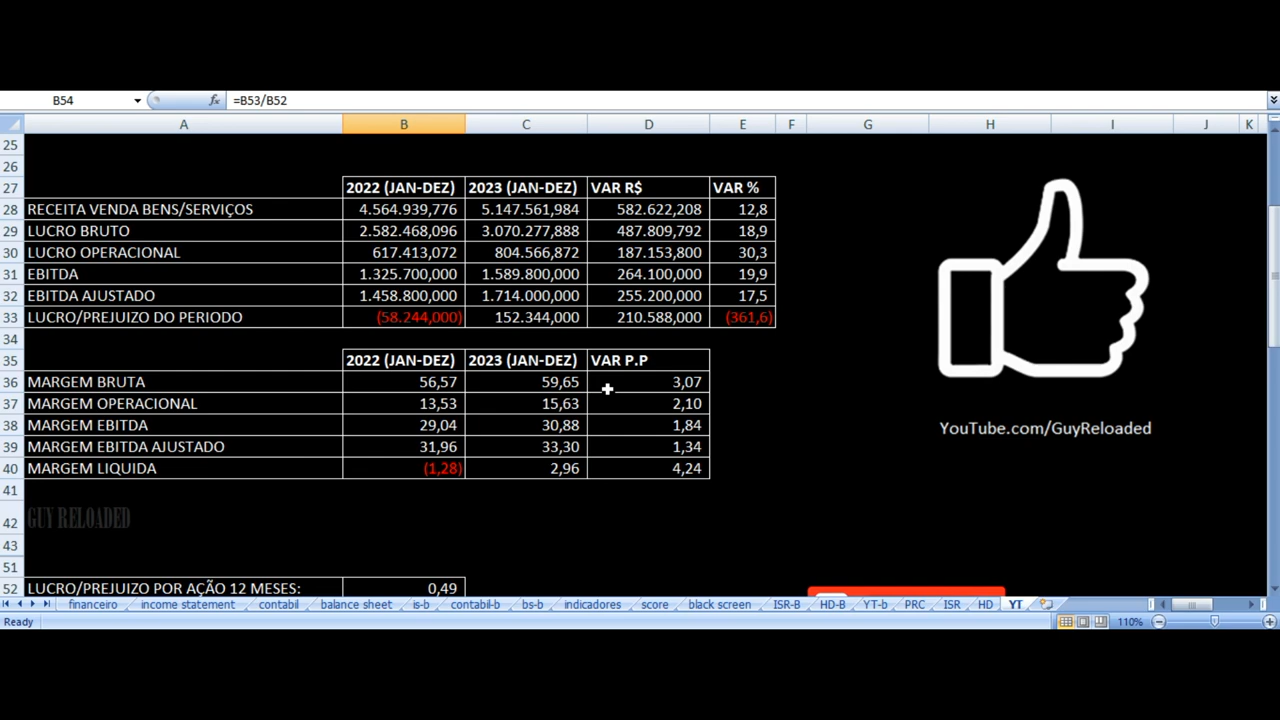 B54 fx =B53/B52
A B C D E F G H I J K
25
26
27 2022 (JAN-DEZ) 2023 (JAN-DEZ) VAR R$ VAR %
28 RECEITA VENDA BENS/SERVIÇOS 4.564.939,776 5.147.561,984 582.622,208 12,8
29 LUCRO BRUTO 2.582.468,096 3.070.277,888 487.809,792 18,9
30 LUCRO OPERACIONAL 617.413,072 804.566,872 187.153,800 30,3
31 EBITDA 1.325.700,000 1.589.800,000 264.100,000 19,9
32 EBITDA AJUSTADO 1.458.800,000 1.714.000,000 255.200,000 17,5
33 LUCRO/PREJUIZO DO PERIODO (58.244,000) 152.344,000 210.588,000 (361,6)
34
35 2022 (JAN-DEZ) 2023 (JAN-DEZ) VAR P.P
36 MARGEM BRUTA 56,57 59,65 3,07
37 MARGEM OPERACIONAL 13,53 15,63 2,10
38 MARGEM EBITDA 29,04 30,88 1,84
39 MARGEM EBITDA AJUSTADO 31,96 33,30 1,34
40 MARGEM LIQUIDA (1,28) 2,96 4,24
YouTube.com/GuyReloaded
41
42 GUY RELOADED
43
51
52 LUCRO/PREJUIZO POR AÇÃO 12 MESES: 0,49
financeiro income statement contabil balance sheet is-b contabil-b bs-b indicadores score black screen ISR-B HD-B YT-b PRC ISR HD YT
Ready 110%